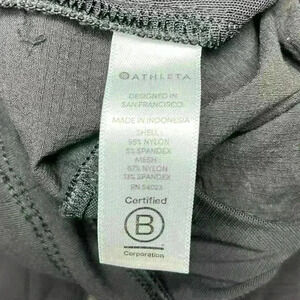 ATHLETA
DESIGNED IN
SAN FRANCISCO
MADE IN INDONESIA
SHELL:
95% NYLON
5% SPANDEX
MESH:
87% NYLON
13% SPANDEX
RN 54023
Certified
B
Corporation